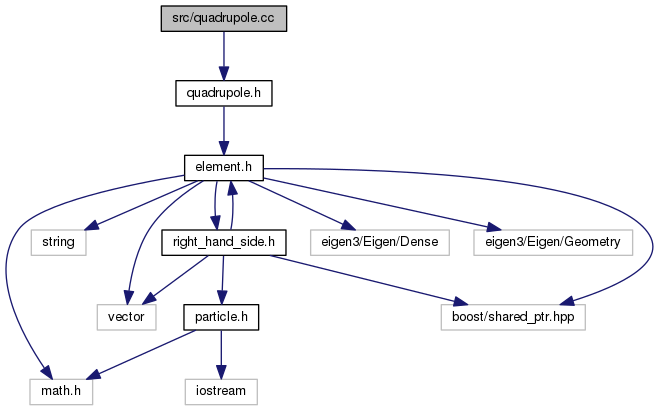 src/quadrupole.cc
quadrupole.h
element.h
string
right_hand_side.h
eigen3/Eigen/Dense
eigen3/Eigen/Geometry
vector
particle.h
boost/shared_ptr.hpp
math.h
iostream